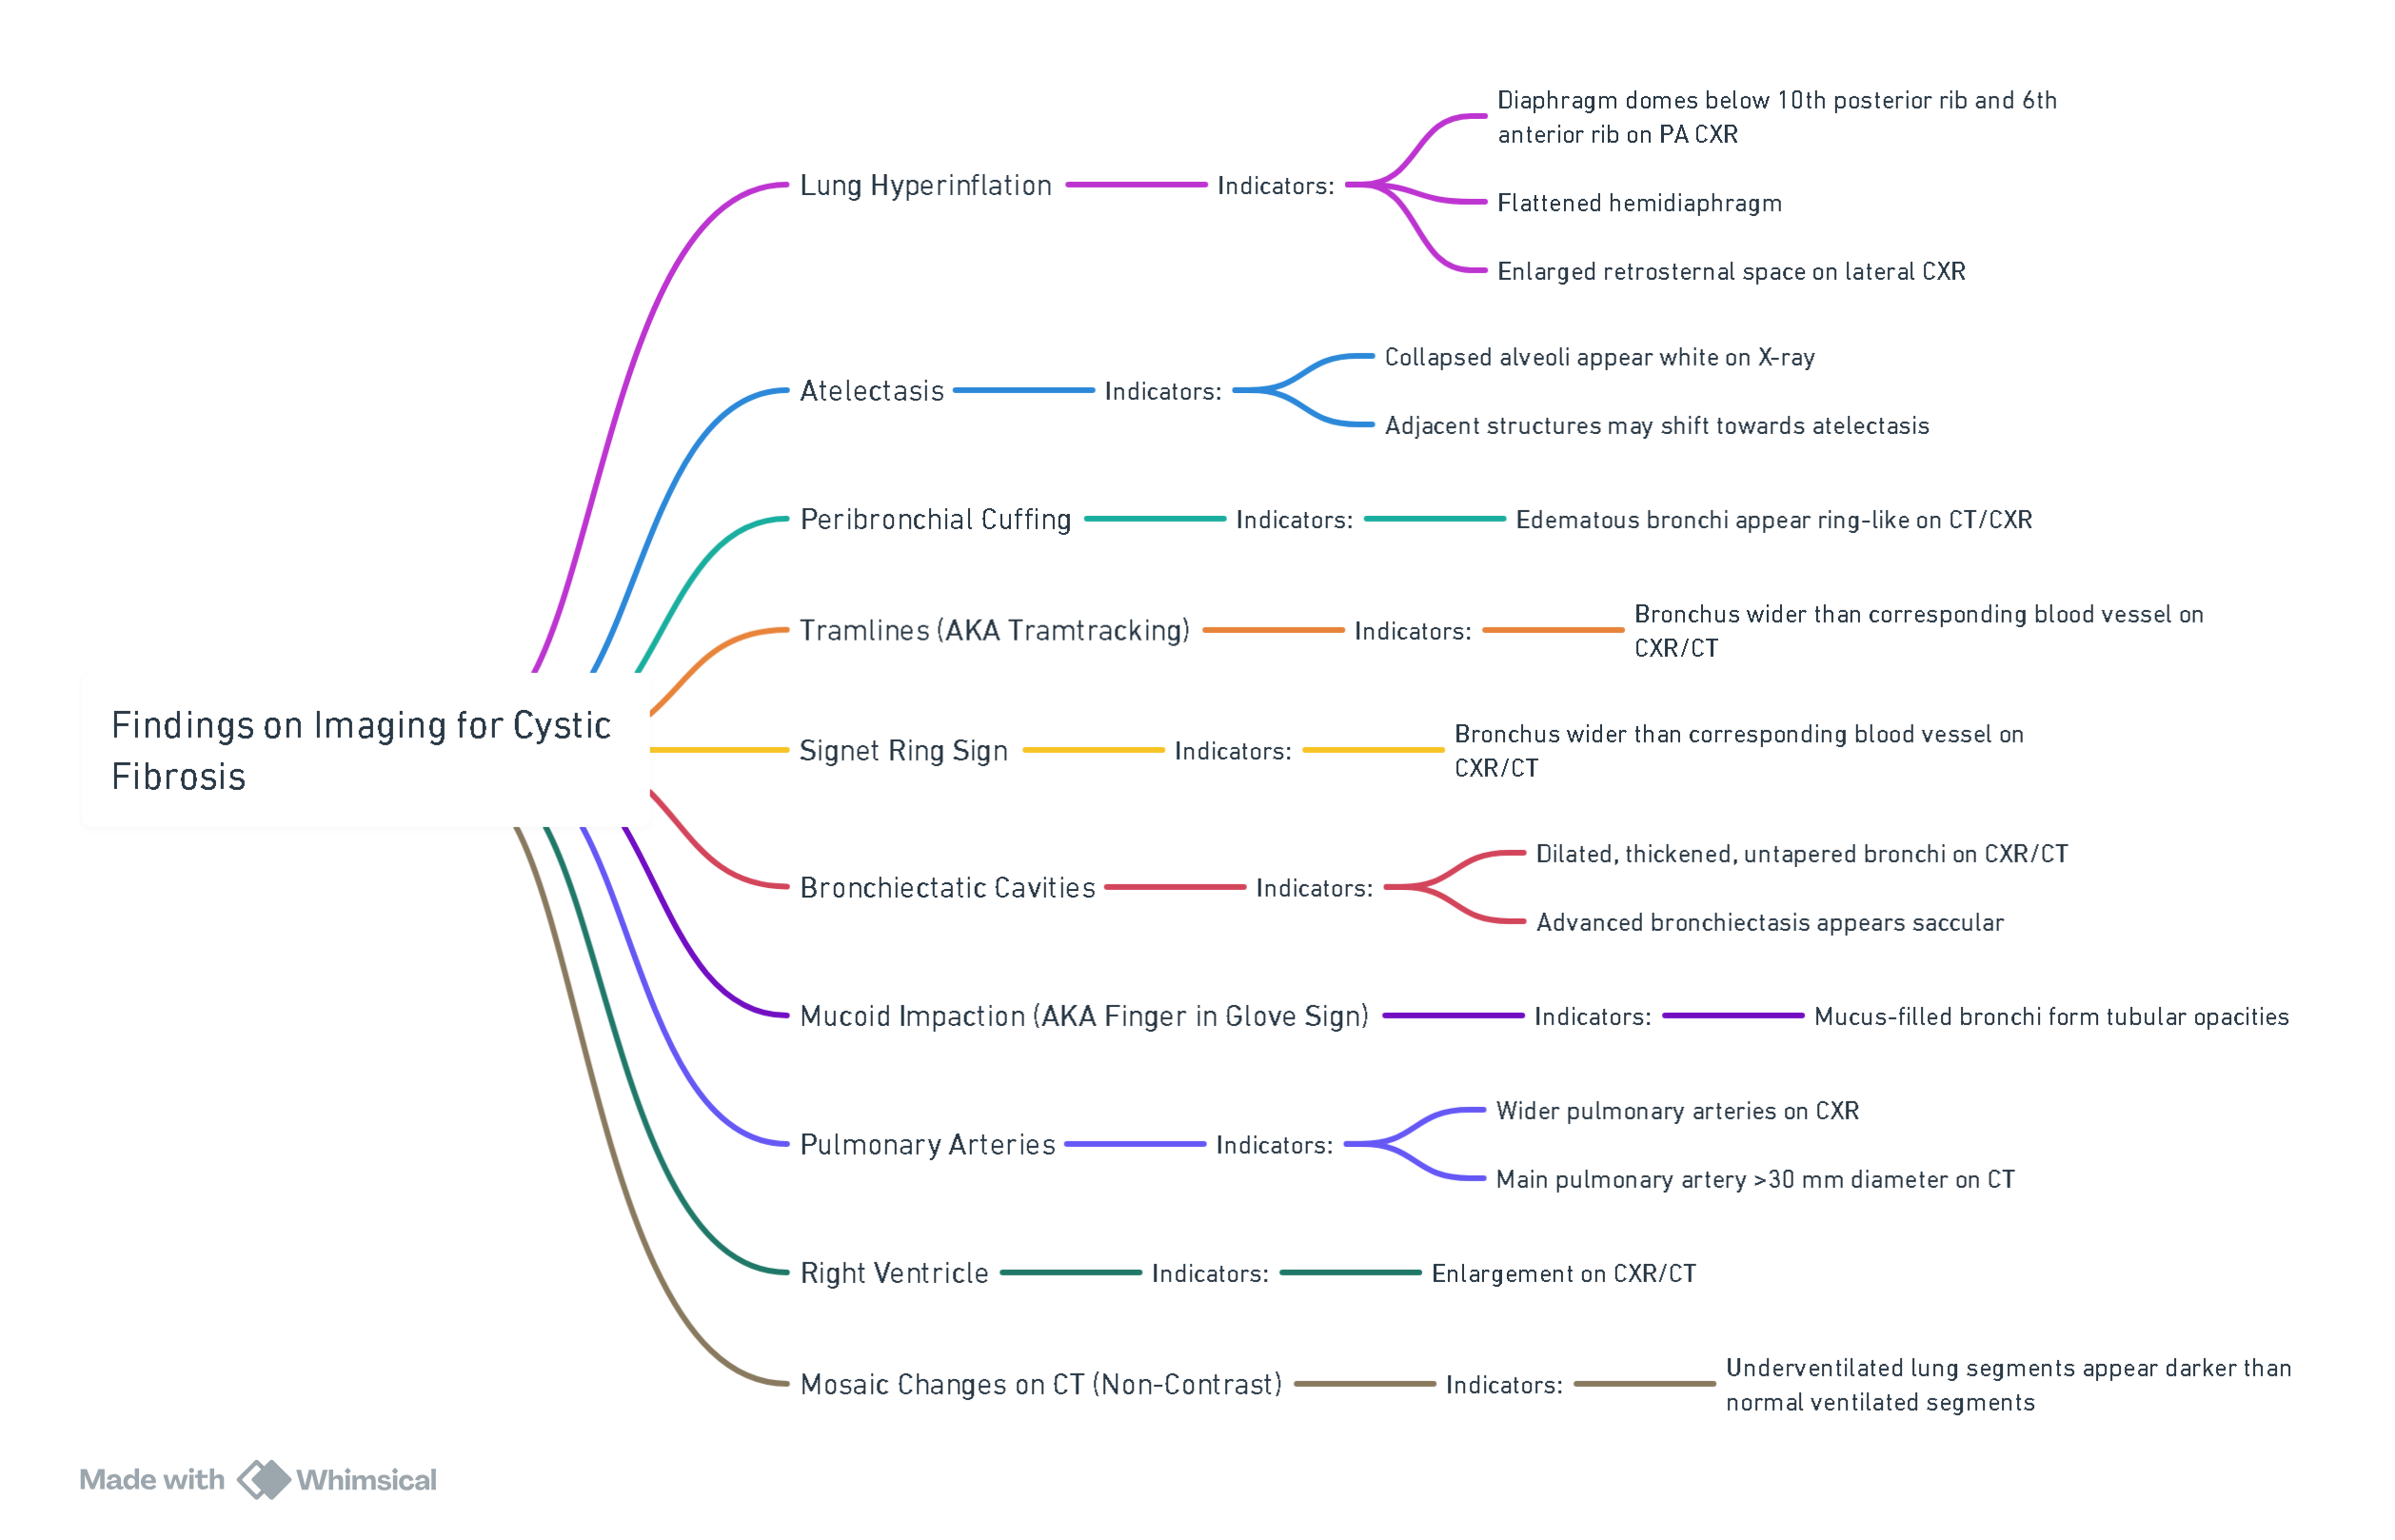 Findings on Imaging for Cystic
Fibrosis
Lung Hyperinflation
Indicators:
Diaphragm domes below 10th posterior rib and 6th
anterior rib on PA CXR
Flattened hemidiaphragm
Enlarged retrosternal space on lateral CXR
Atelectasis
Indicators:
Collapsed alveoli appear white on X-ray
Adjacent structures may shift towards atelectasis
Peribronchial Cuffing
Indicators:
Edematous bronchi appear ring-like on CT/CXR
Tramlines (AKA Tramtracking)
Indicators:
Bronchus wider than corresponding blood vessel on
CXR/CT
Signet Ring Sign
Indicators:
Bronchus wider than corresponding blood vessel on
CXR/CT
Bronchiectatic Cavities
Indicators:
Dilated, thickened, untapered bronchi on CXR/CT
Advanced bronchiectasis appears saccular
Mucoid Impaction (AKA Finger in Glove Sign)
Indicators:
Mucus-filled bronchi form tubular opacities
Pulmonary Arteries
Indicators:
Wider pulmonary arteries on CXR
Main pulmonary artery >30 mm diameter on CT
Right Ventricle
Indicators:
Enlargement on CXR/CT
Mosaic Changes on CT (Non-Contrast)
Indicators:
Underventilated lung segments appear darker than
normal ventilated segments
Made with Whimsical